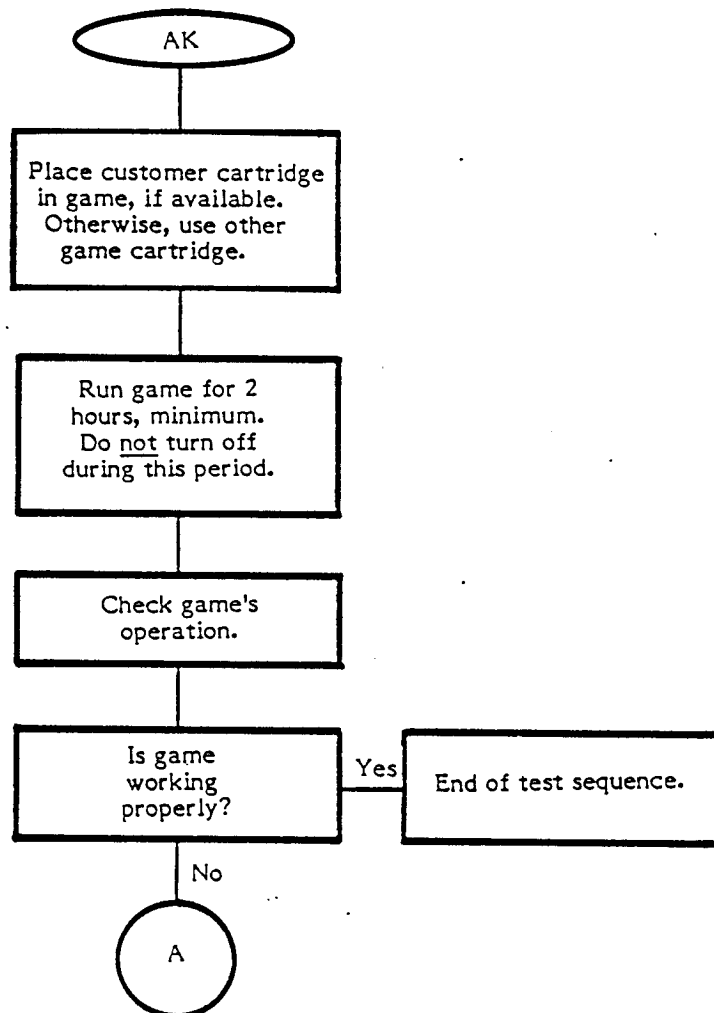 AK
Place customer cartridge
in game, if available.
Otherwise, use other
game cartridge.
Run game for 2
hours, minimum.
Do not turn off
during this period.
Check game's
operation.
Is game
working
properly?
Yes
End of test sequence.
No
A